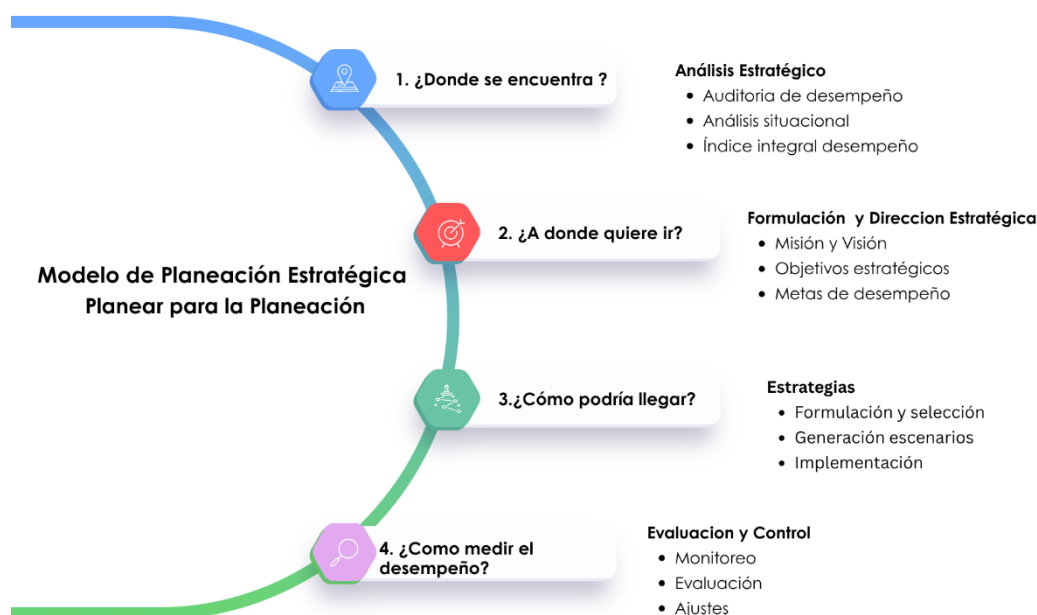 1. ¿Donde se encuentra ?
Análisis Estratégico
• Auditoria de desempeño
• Análisis situacional
• Índice integral desempeño
2. ¿A donde quiere ir?
Formulación y Direccion Estratégica
• Misión y Visión
• Objetivos estratégicos
• Metas de desempeño
Modelo de Planeación Estratégica
Planear para la Planeación
3.¿Cómo podría llegar?
Estrategias
• Formulación y selección
• Generación escenarios
• Implementación
4. ¿Como medir el
desempeño?
Evaluacion y Control
• Monitoreo
• Evaluación
• Ajustes